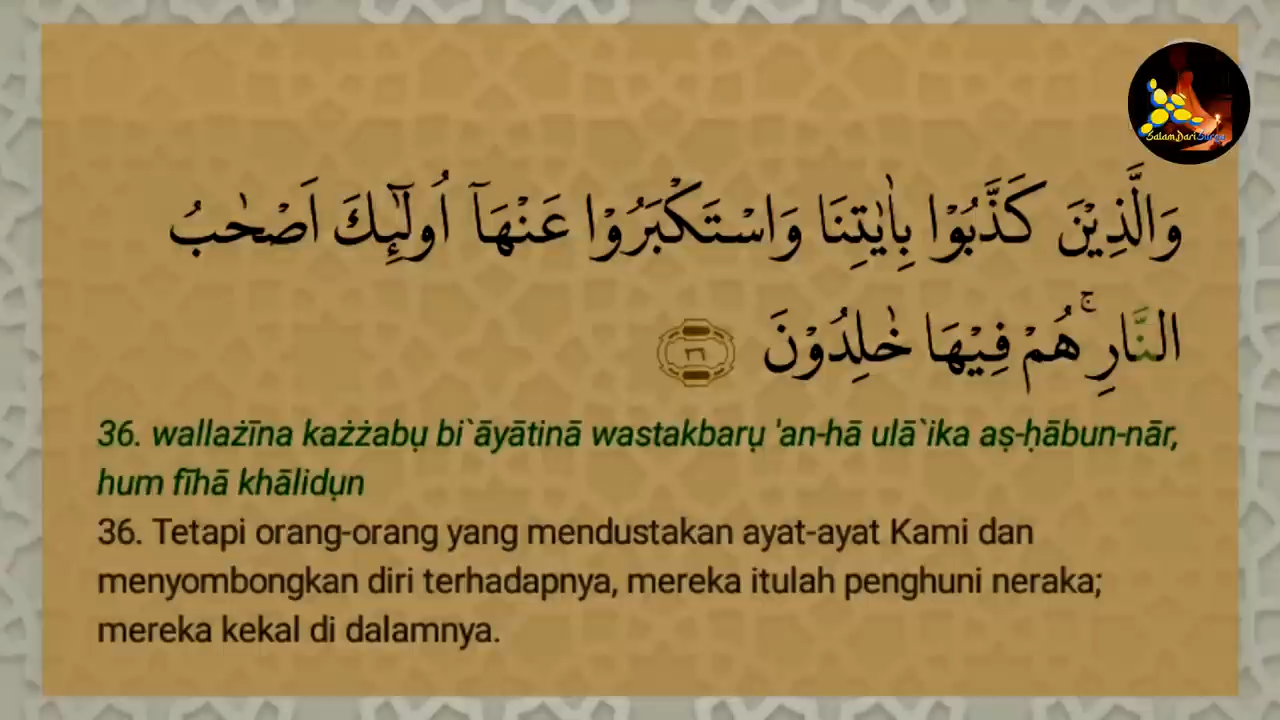 SalamDariSurga
وَالَّذِيْنَ كَذَّبُوْا بِاٰيٰتِنَا وَاسْتَكْبَرُوْا عَنْهَآ اُولٰۤىِٕكَ اَصْحٰبُ
النَّارِۚ هُمْ فِيْهَا خٰلِدُوْنَ ٣٦
36. wallażīna każżabụ bi`āyātinā wastakbarụ 'an-hā ulā`ika aṣ-ḥābun-nār,
hum fīhā khālidụn
36. Tetapi orang-orang yang mendustakan ayat-ayat Kami dan
menyombongkan diri terhadapnya, mereka itulah penghuni neraka;
mereka kekal di dalamnya.